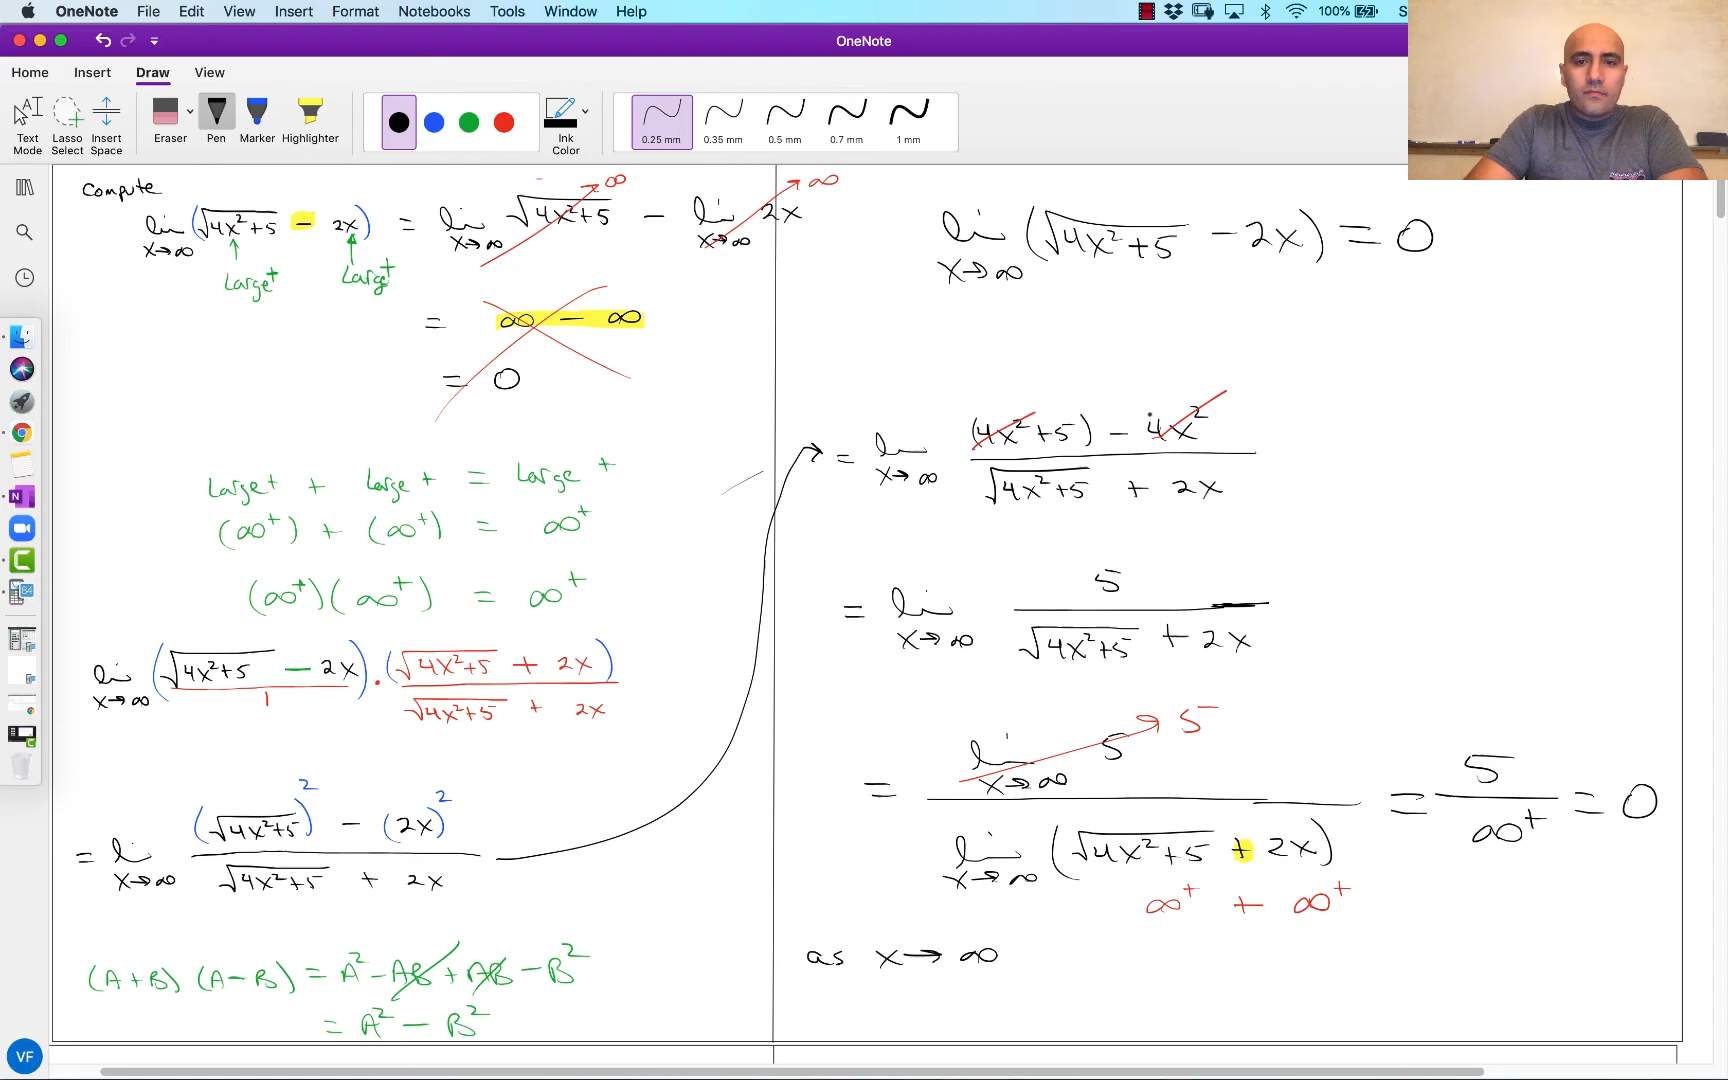 OneNote File Edit View Insert Format Notebooks Tools Window Help 100% S
OneNote
Home Insert Draw View
Text Mode
Lasso Select
Insert Space
Eraser
Pen
Marker
Highlighter
Ink Color
0.25 mm
0.35 mm
0.5 mm
0.7 mm
1 mm
Compute
lim x→∞ (√4x²+5 − 2x) = lim x→∞ √4x²+5 →∞ − lim x→∞ 2x →∞
Large+ Large+
= ∞ − ∞
= 0
Large+ + Large+ = Large+
(∞+) + (∞+) = ∞+
(∞+)(∞+) = ∞+
lim x→∞ (√4x²+5 − 2x)/1 · (√4x²+5 + 2x)/(√4x²+5 + 2x)
= lim x→∞ ((√4x²+5)² − (2x)²)/(√4x²+5 + 2x)
(A+B)(A−B) = A² − AB + AB − B²
= A² − B²
lim x→∞ (√4x²+5 − 2x) = 0
= lim x→∞ ((4x²+5) − 4x²)/(√4x²+5 + 2x)
= lim x→∞ 5/(√4x²+5 + 2x)
= lim x→∞ 5 → 5 / lim x→∞ (√4x²+5 + 2x) = 5/∞+ = 0
∞+ + ∞+
as x→∞
VF